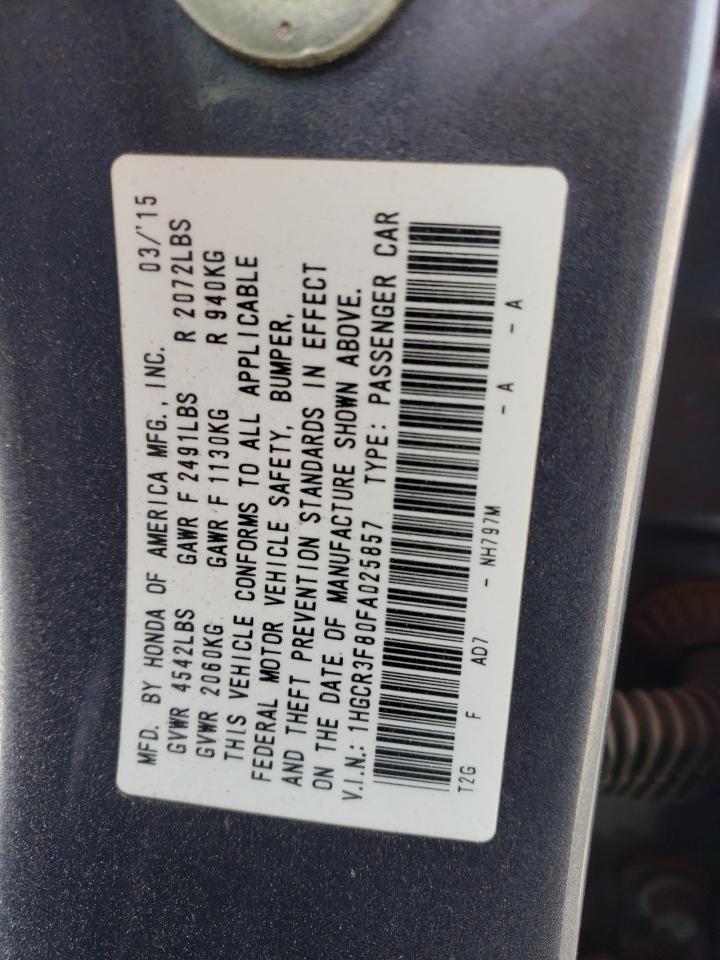 MFD. BY HONDA OF AMERICA MFG., INC. 03/'15
GVWR 4542LBS GAWR F 2491LBS R 2072LBS
GVWR 2060KG GAWR F 1130KG R 940KG
THIS VEHICLE CONFORMS TO ALL APPLICABLE
FEDERAL MOTOR VEHICLE SAFETY, BUMPER,
AND THEFT PREVENTION STANDARDS IN EFFECT
ON THE DATE OF MANUFACTURE SHOWN ABOVE.
V.I.N.: 1HGCR3F80FA025857 TYPE: PASSENGER CAR
T2G F AD7 - NH797M - A - A